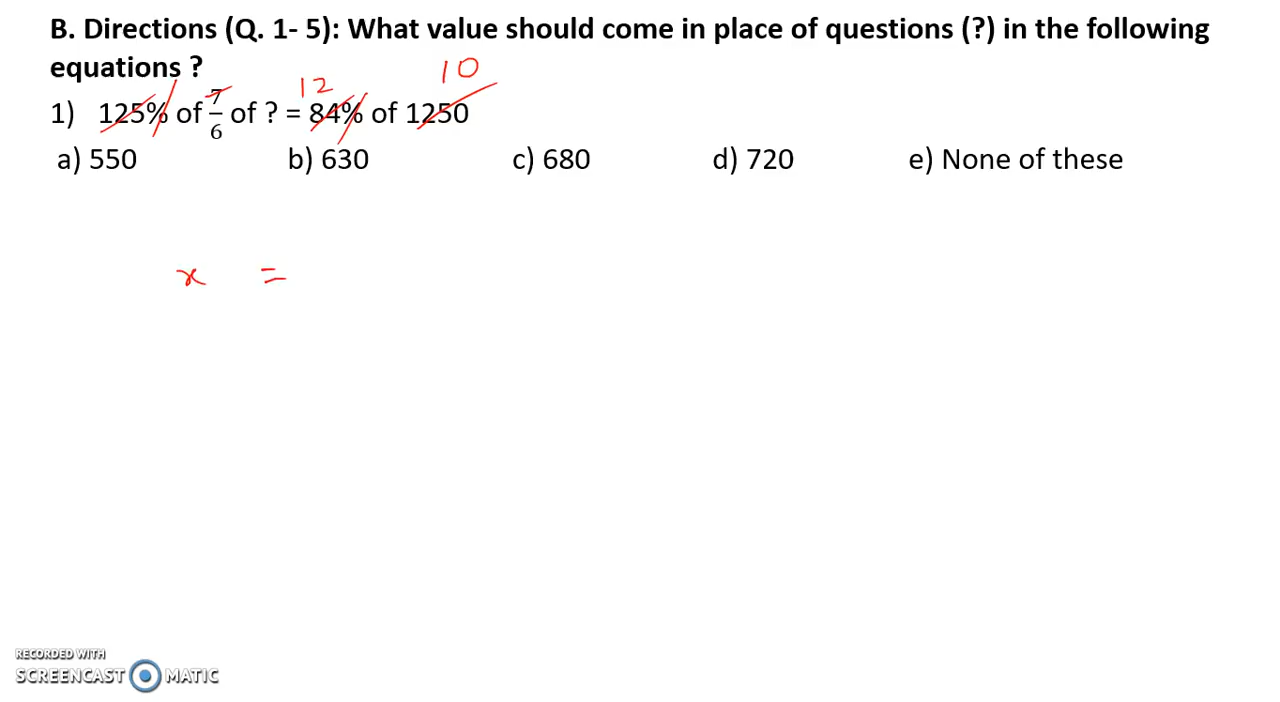 B. Directions (Q. 1- 5): What value should come in place of questions (?) in the following
equations ?
12 10
1) 125% of 7/6 of ? = 84% of 1250
a) 550 b) 630 c) 680 d) 720 e) None of these
x =
RECORDED WITH
SCREENCAST MATIC